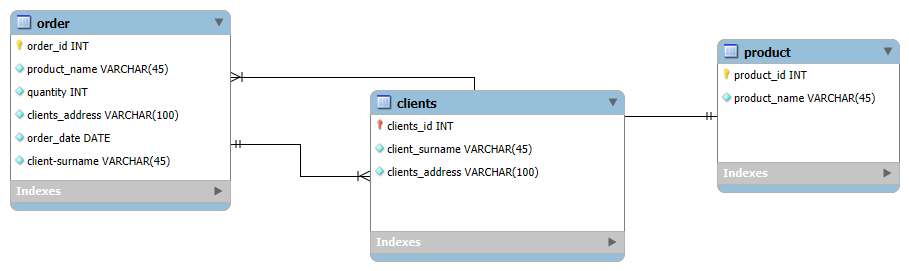 order
order_id INT
product_name VARCHAR(45)
quantity INT
clients_address VARCHAR(100)
order_date DATE
client-surname VARCHAR(45)
Indexes
clients
clients_id INT
client_surname VARCHAR(45)
clients_address VARCHAR(100)
Indexes
product
product_id INT
product_name VARCHAR(45)
Indexes